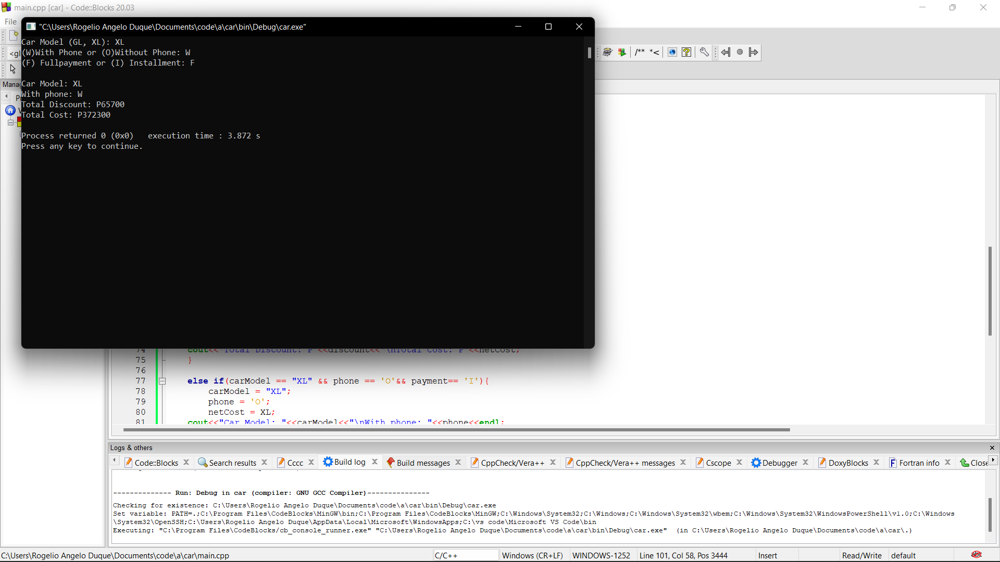 main.cpp [car] - Code::Blocks 20.03
File
"C:\Users\Rogelio Angelo Duque\Documents\code\a\car\bin\Debug\car.exe"
Car Model (GL, XL): XL
(W)With Phone or (O)Without Phone: W
(F) Fullpayment or (I) Installment: F
Car Model: XL
With phone: W
Total Discount: P65700
Total Cost: P372300
Process returned 0 (0x0)   execution time : 3.872 s
Press any key to continue.
<gl
/** *<
Manag
74 cout<<"Total Discount: P"<<discount<<"\nTotal Cost: P"<<netCost;
75 }
76
77 else if(carModel == "XL" && phone == 'O'&& payment== 'I'){
78 carModel = "XL";
79 phone = 'O';
80 netCost = XL;
81 cout<<"Car Model: "<<carModel<<"\nWith phone: "<<phone<<endl;
Logs & others
Code::Blocks Search results Cccc Build log Build messages CppCheck/Vera++ CppCheck/Vera++ messages Cscope Debugger DoxyBlocks Fortran info Close
-------------- Run: Debug in car (compiler: GNU GCC Compiler)---------------
Checking for existence: C:\Users\Rogelio Angelo Duque\Documents\code\a\car\bin\Debug\car.exe
Set variable: PATH=.;C:\Program Files\CodeBlocks\MinGW\bin;C:\Program Files\CodeBlocks\MinGW;C:\Windows\System32;C:\Windows;C:\Windows\System32\wbem;C:\Windows\System32\WindowsPowerShell\v1.0;C:\Windows
\System32\OpenSSH;C:\Users\Rogelio Angelo Duque\AppData\Local\Microsoft\WindowsApps;C:\vs code\Microsoft VS Code\bin
Executing: "C:\Program Files\CodeBlocks/cb_console_runner.exe" "C:\Users\Rogelio Angelo Duque\Documents\code\a\car\bin\Debug\car.exe"  (in C:\Users\Rogelio Angelo Duque\Documents\code\a\car\.)
C:\Users\Rogelio Angelo Duque\Documents\code\a\car\main.cpp C/C++ Windows (CR+LF) WINDOWS-1252 Line 101, Col 58, Pos 3444 Insert Read/Write default